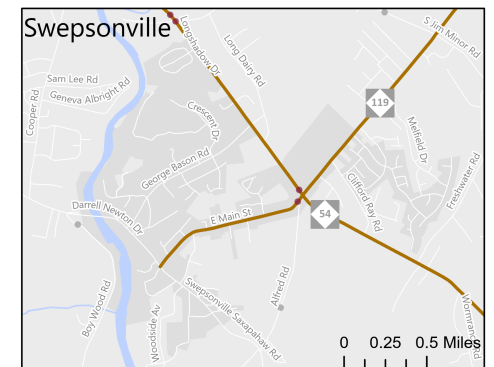 Swepsonville
Longshadow Dr
Long Dairy Rd
S Jim Minor Rd
Sam Lee Rd
Geneva Albright Rd
Cooper Rd
119
Crescent Dr
Melfield Dr
George Bason Rd
Freshwater Rd
Clifford Ray Rd
Darrell Newton Dr
E Main St
54
Alfred Rd
Boy Wood Rd
Swepsonville Saxapahaw Rd
Woodside Av
Wormranch Rd
0 0.25 0.5 Miles